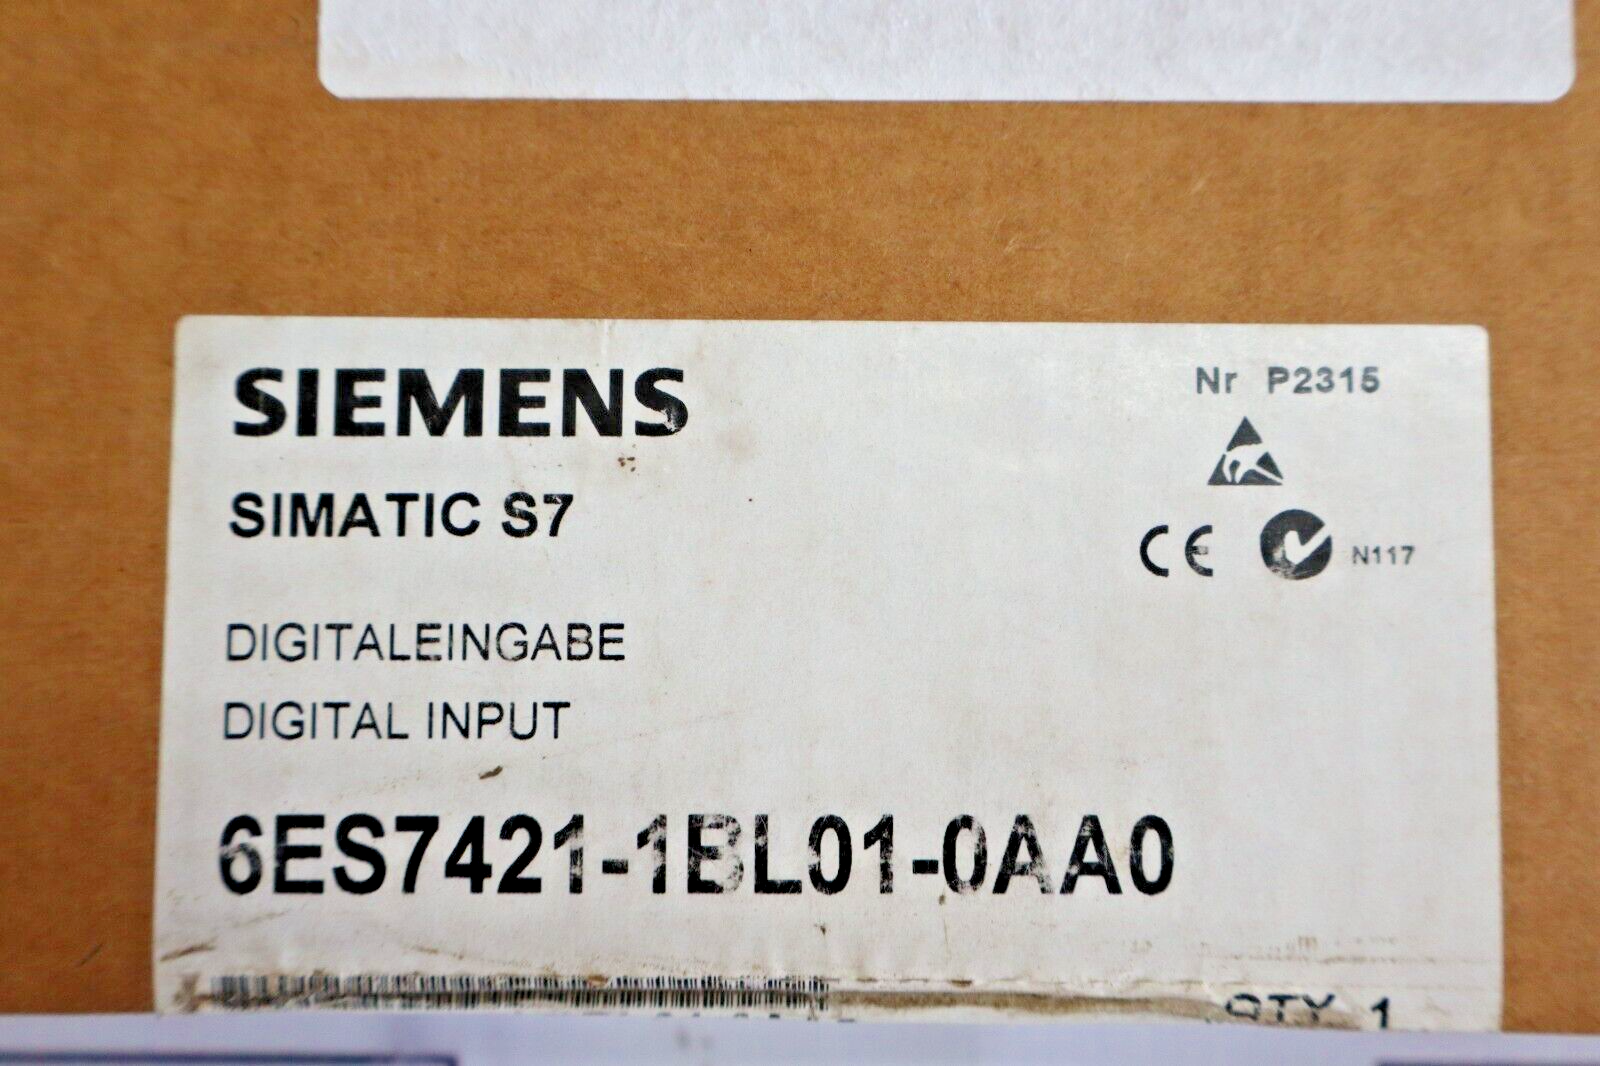 SIEMENS
Nr P2315
SIMATIC S7
CE N117
DIGITALEINGABE
DIGITAL INPUT
6ES7421-1BL01-0AA0
QTY 1